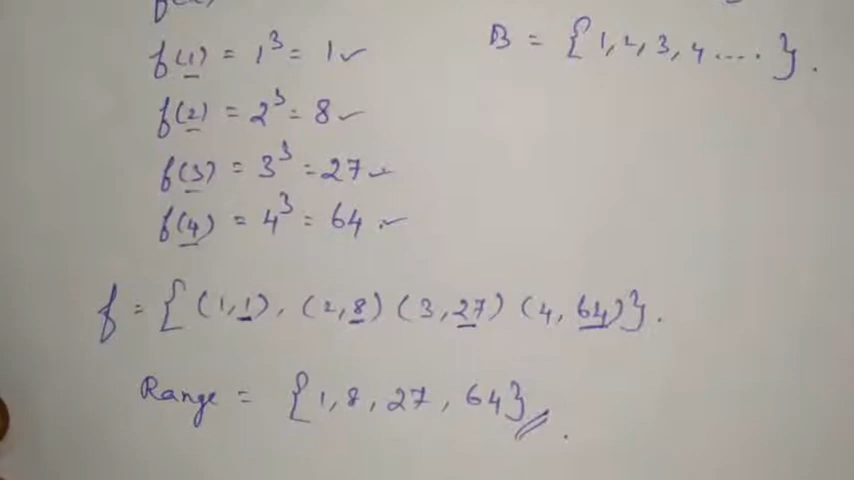 f(1) = 1³ = 1 ✓
B = {1, 2, 3, 4 .... }.
f(2) = 2³ = 8 ✓
f(3) = 3³ = 27 ✓
f(4) = 4³ = 64 ✓
f = { (1, 1), (2, 8) (3, 27) (4, 64) }.
Range = {1, 8, 27, 64}